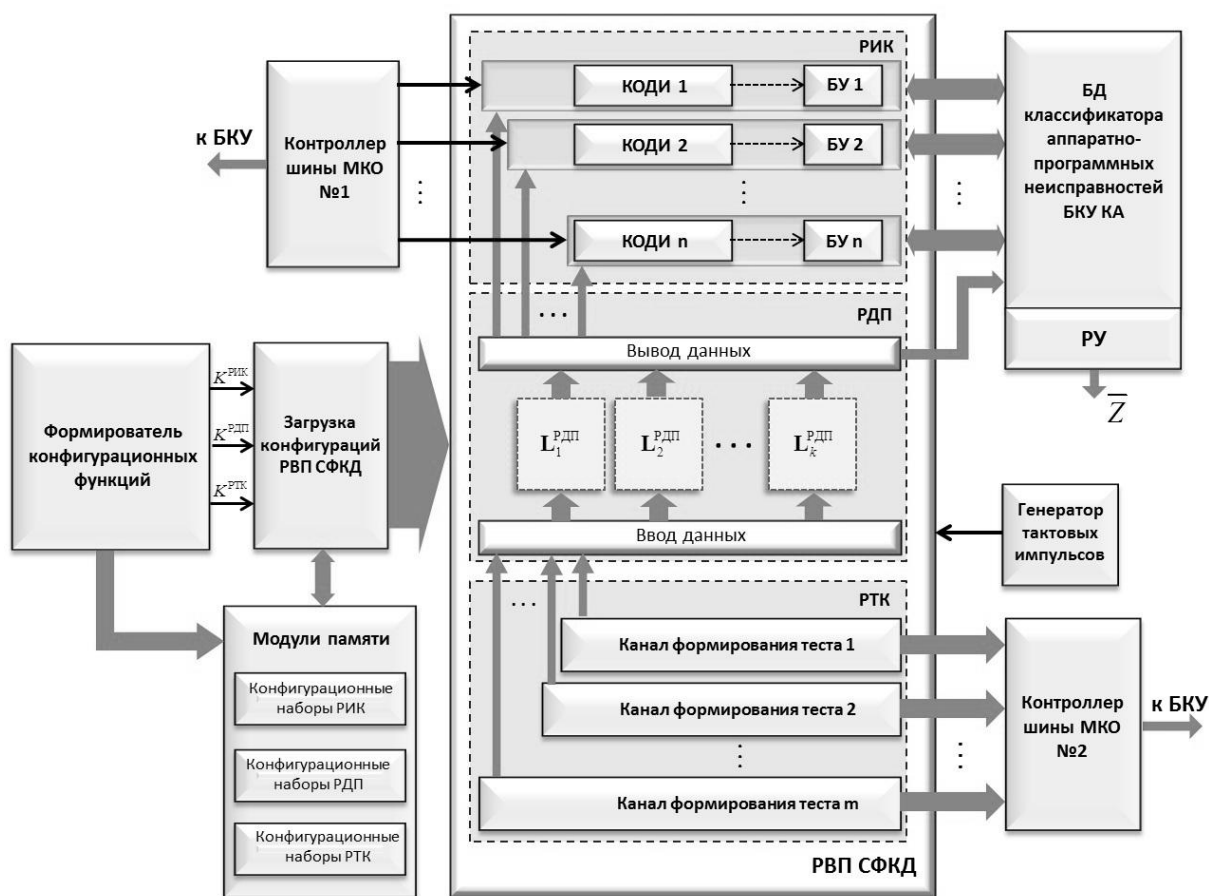 РИК
КОДИ 1
БУ 1
КОДИ 2
БУ 2
КОДИ n
БУ n
к БКУ
Контроллер
шины МКО
№1
БД
классификатора
аппаратно-
программных
неисправностей
БКУ КА
РУ
Z̅
РДП
Вывод данных
L₁^РДП
L₂^РДП
...
Lₖ^РДП
Ввод данных
Формирователь
конфигурационных
функций
K^РИК
K^РДП
K^РТК
Загрузка
конфигураций
РВП СФКД
Генератор
тактовых
импульсов
Модули памяти
Конфигурационные
наборы РИК
Конфигурационные
наборы РДП
Конфигурационные
наборы РТК
РТК
Канал формирования теста 1
Канал формирования теста 2
Канал формирования теста m
Контроллер
шины МКО
№2
к БКУ
РВП СФКД